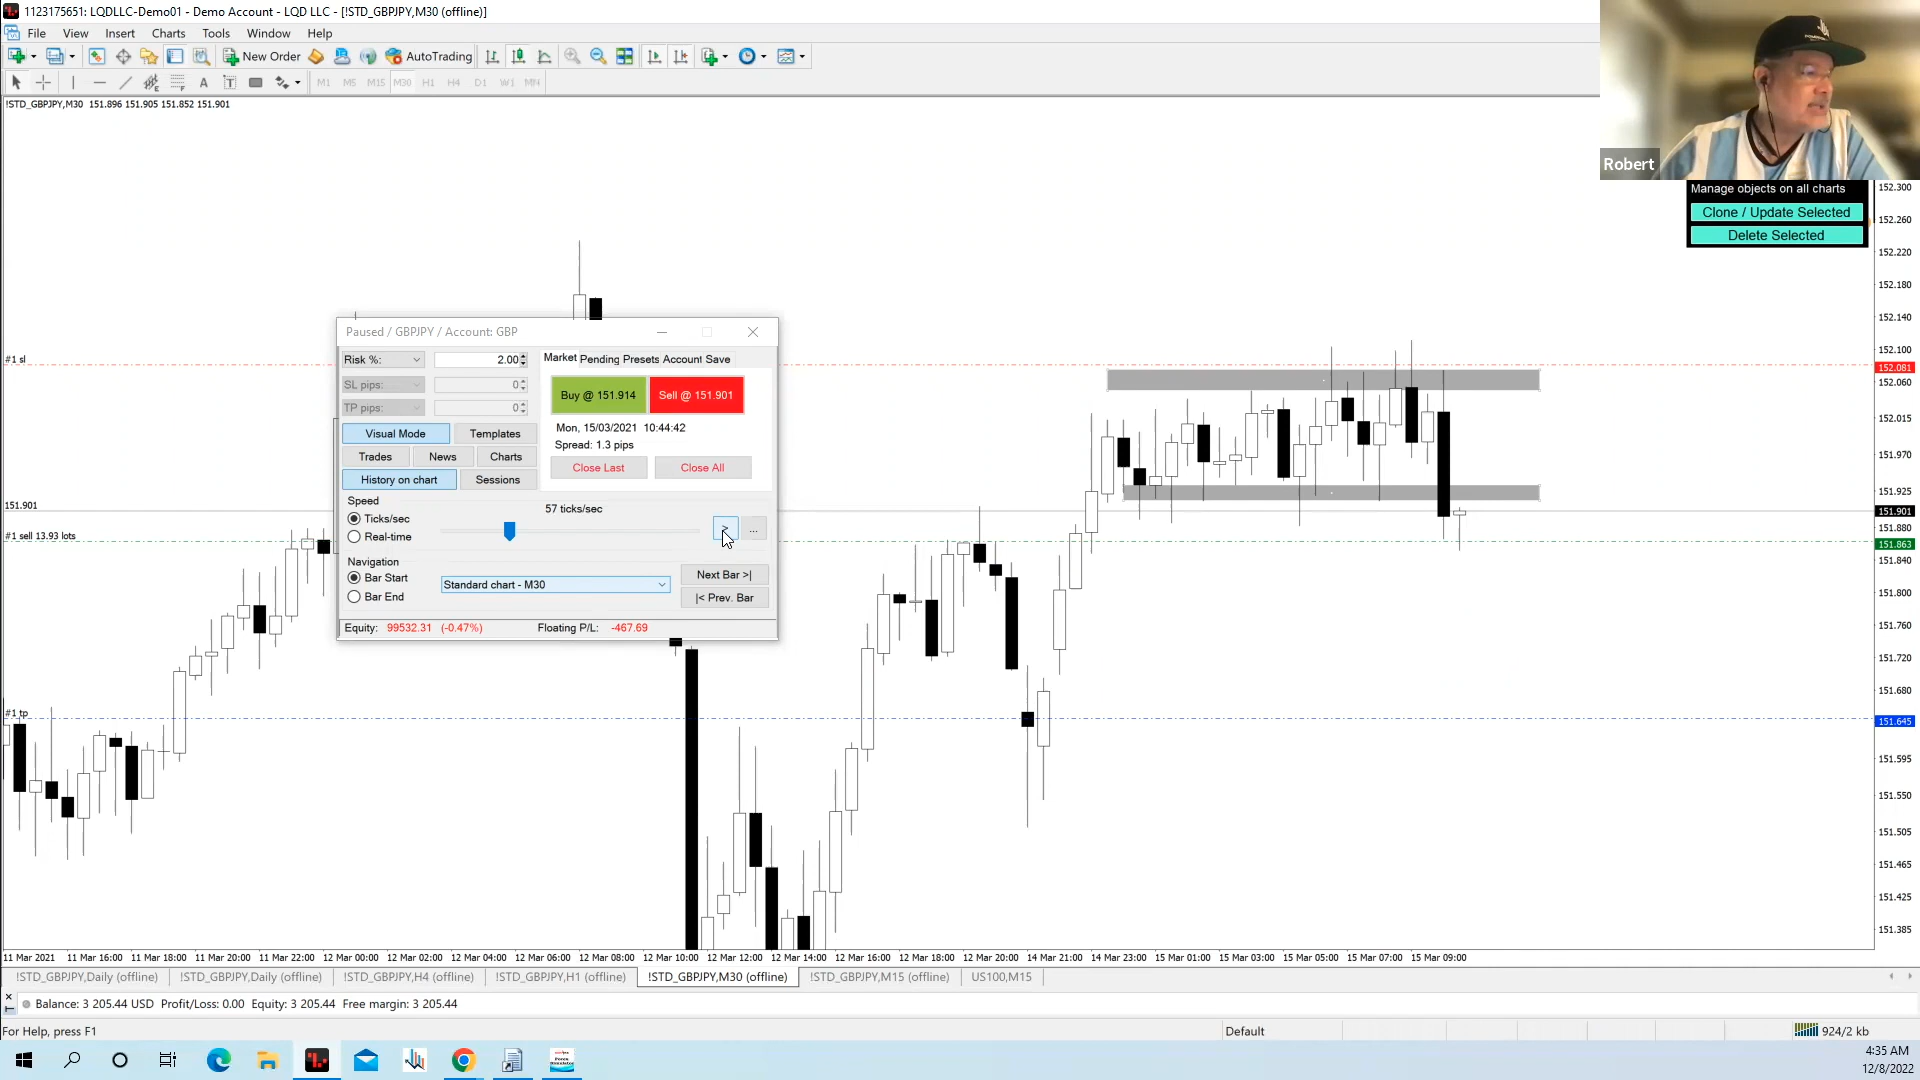 1123175651: LQDLLC-Demo01 - Demo Account - LQD LLC - [!STD_GBPJPY,M30 (offline)]
File View Insert Charts Tools Window Help
New Order AutoTrading
M1 M5 M15 M30 H1 H4 D1 W1 MN
!STD_GBPJPY,M30 151.896 151.905 151.852 151.901
Robert
Manage objects on all charts
Clone / Update Selected
Delete Selected
152.300
152.260
152.220
152.180
152.140
152.100
152.081
152.060
152.015
151.970
151.925
151.901
151.880
151.863
151.840
151.800
151.760
151.720
151.690
151.645
151.595
151.550
151.505
151.465
151.425
151.385
#1 sl
151.901
#1 sell 13.93 lots
#1 tp
Paused / GBPJPY / Account: GBP
Risk %: 2.00
SL pips: 0
TP pips: 0
Visual Mode Templates
Trades News Charts
History on chart Sessions
Market Pending Presets Account Save
Buy @ 151.914 Sell @ 151.901
Mon, 15/03/2021 10:44:42
Spread: 1.3 pips
Close Last Close All
Speed
57 ticks/sec
Ticks/sec
Real-time
> ...
Navigation
Bar Start
Bar End
Standard chart - M30
Next Bar >|
|< Prev. Bar
Equity: 99532.31 (-0.47%) Floating P/L: -467.69
11 Mar 2021 11 Mar 16:00 11 Mar 18:00 11 Mar 20:00 11 Mar 22:00 12 Mar 00:00 12 Mar 02:00 12 Mar 04:00 12 Mar 06:00 12 Mar 08:00 12 Mar 10:00 12 Mar 12:00 12 Mar 14:00 12 Mar 16:00 12 Mar 18:00 12 Mar 20:00 14 Mar 21:00 14 Mar 23:00 15 Mar 01:00 15 Mar 03:00 15 Mar 05:00 15 Mar 07:00 15 Mar 09:00
!STD_GBPJPY,Daily (offline) !STD_GBPJPY,Daily (offline) !STD_GBPJPY,H4 (offline) !STD_GBPJPY,H1 (offline) !STD_GBPJPY,M30 (offline) !STD_GBPJPY,M15 (offline) US100,M15
Balance: 3 205.44 USD Profit/Loss: 0.00 Equity: 3 205.44 Free margin: 3 205.44
For Help, press F1
Default
924/2 kb
4:35 AM
12/8/2022